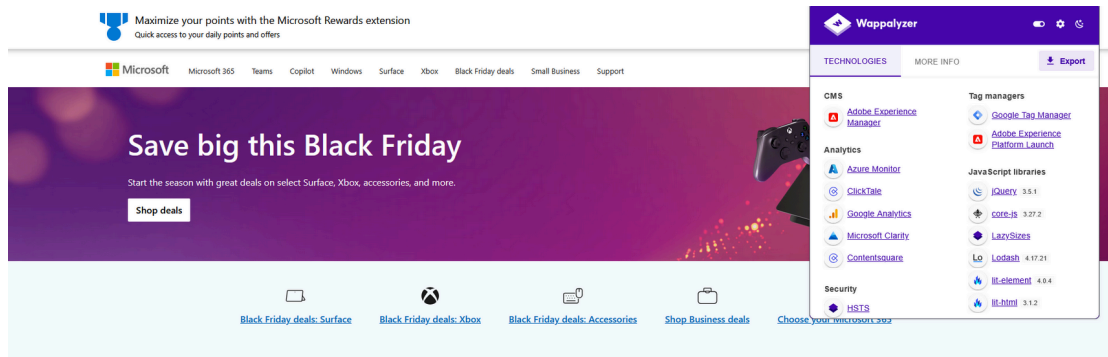 Maximize your points with the Microsoft Rewards extension
Quick access to your daily points and offers
Microsoft
Microsoft 365 Teams Copilot Windows Surface Xbox Black Friday deals Small Business Support
Save big this Black Friday
Start the season with great deals on select Surface, Xbox, accessories, and more.
Shop deals
Black Friday deals: Surface
Black Friday deals: Xbox
Black Friday deals: Accessories
Shop Business deals
Choose your Microsoft 365
Wappalyzer
TECHNOLOGIES MORE INFO Export
CMS
Adobe Experience
Manager
Analytics
Azure Monitor
ClickTale
Google Analytics
Microsoft Clarity
Contentsquare
Security
HSTS
Tag managers
Google Tag Manager
Adobe Experience
Platform Launch
JavaScript libraries
jQuery 3.5.1
core-js 3.27.2
LazySizes
Lo Lodash 4.17.21
lit-element 4.0.4
lit-html 3.1.2